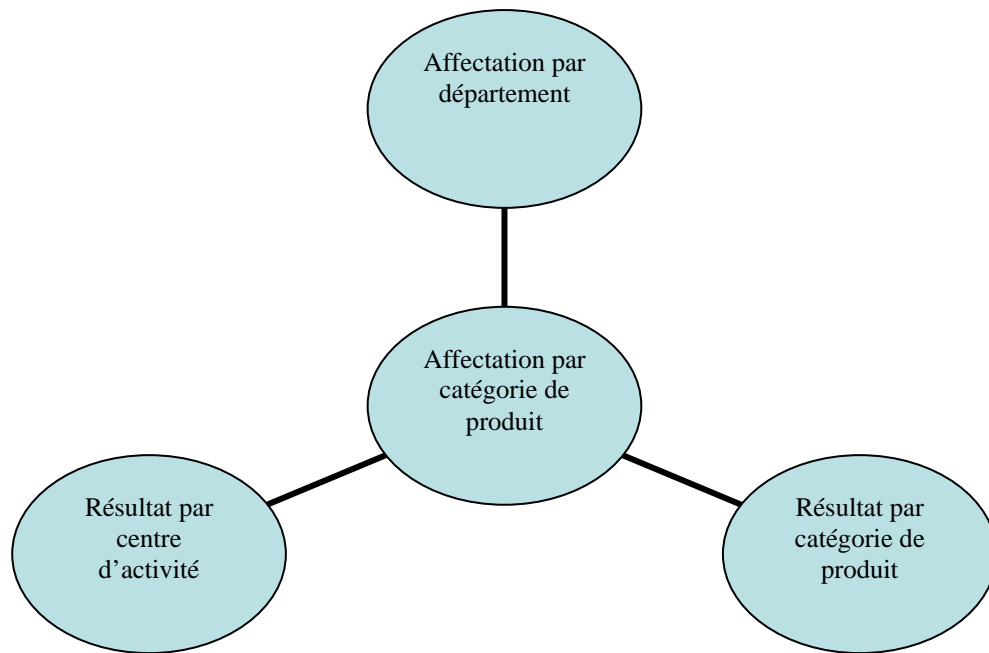 Affectation par
département
Affectation par
catégorie de
produit
Résultat par
centre
d’activité
Résultat par
catégorie de
produit